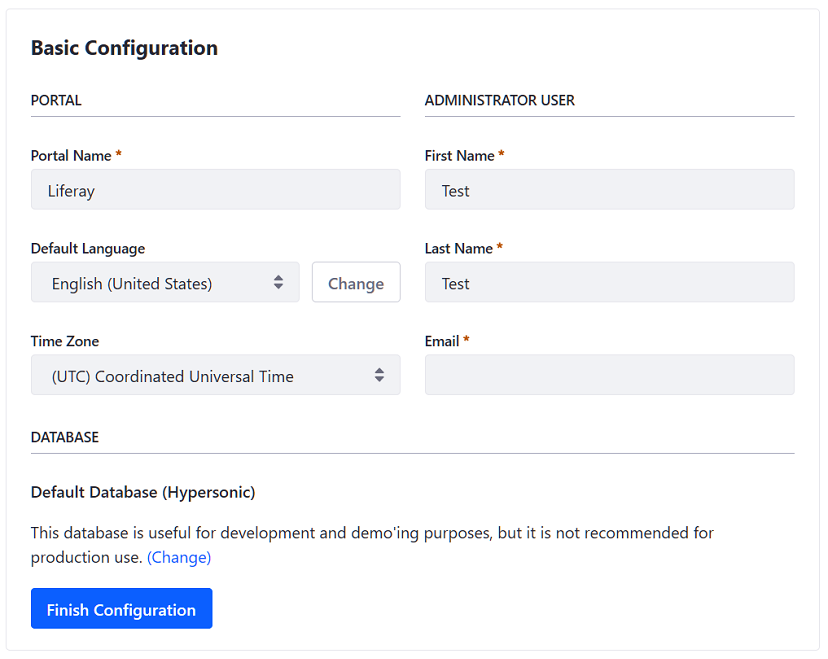 Basic Configuration
PORTAL
Portal Name *
Liferay
Default Language
English (United States)
Change
Time Zone
(UTC) Coordinated Universal Time
ADMINISTRATOR USER
First Name *
Test
Last Name *
Test
Email *
DATABASE
Default Database (Hypersonic)
This database is useful for development and demo'ing purposes, but it is not recommended for
production use. (Change)
Finish Configuration